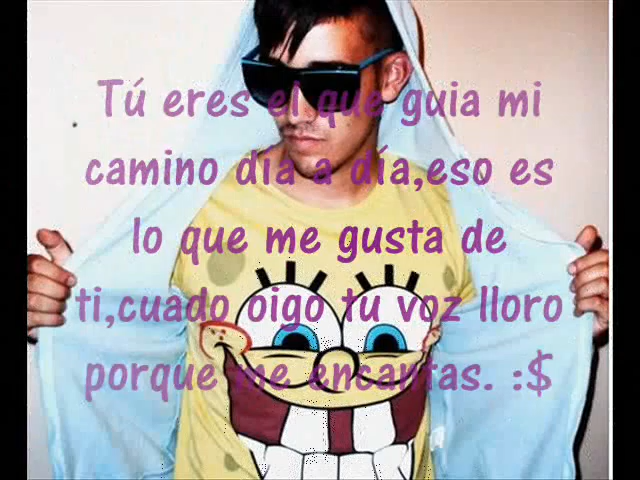 Tú eres el que guia mi
camino día a día,eso es
lo que me gusta de
ti,cuado oigo tu voz lloro
porque me encantas. :$